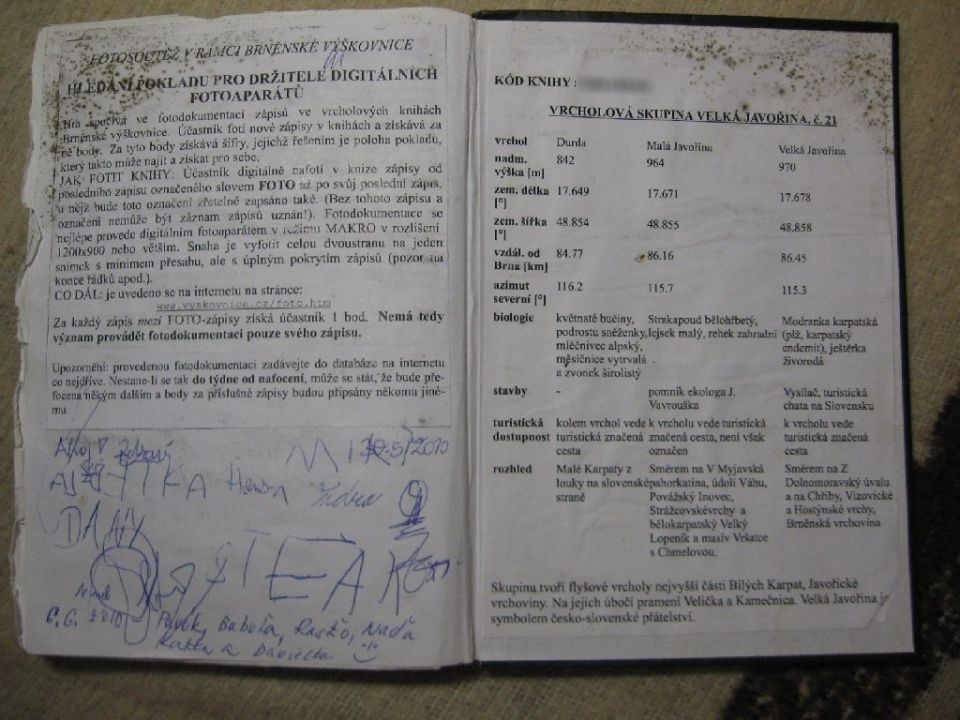 FOTOSOUTĚŽ V RÁMCI BRNĚNSKÉ VÝŠKOVNICE
HLEDÁNÍ POKLADU PRO DRŽITELE DIGITÁLNÍCH
FOTOAPARÁTŮ
Hra spočívá ve fotodokumentaci zápisů ve vrcholových knihách
Brněnské výškovnice. Účastník fotí nové zápisy v knihách a získává za
ně body. Za tyto body získává šifry, jejichž řešením je poloha pokladu,
který takto může najít a získat pro sebe.
JAK FOTIT KNIHY: Účastník digitálně nafotí v knize zápisy od
posledního zápisu označeného slovem FOTO až po svůj poslední zápis,
u nějž bude toto označení zřetelně zapsáno také. (Bez tohoto zápisu a
označení nemůže být záznam zápisů uznán!). Fotodokumentace se
nejlépe provede digitálním fotoaparátem v režimu MAKRO v rozlišení
1200x900 nebo větším. Snaha je vyfotit celou dvoustranu na jeden
snímek s minimem přesahu, ale s úplným pokrytím zápisů (pozor na
konce řádků apod.).
CO DÁL: je uvedeno se na internetu na stránce:
www.vyskovnice.cz/foto.htm
Za každý zápis mezi FOTO-zápisy získá účastník 1 bod. Nemá tedy
význam provádět fotodokumentaci pouze svého zápisu.
Upozornění: provedenou fotodokumentaci zadávejte do databáze na internetu
co nejdříve. Nestane-li se tak do týdne od nafocení, může se stát, že bude pře-
focena někým dalším a body za příslušné zápisy budou připsány někomu jiné-
mu.
Ahoj
DANY
6.6. 2010
Palik, Baboľa, Rasťo, Naďa
Katka a Danielka
KÓD KNIHY :
VRCHOLOVÁ SKUPINA VELKÁ JAVOŘINA, č. 21
vrchol Durda Malá Javořina Velká Javořina
nadm. 842 964 970
výška [m]
zem. délka 17.649 17.671 17.678
[°]
zem. šířka 48.854 48.855 48.858
[°]
vzdál. od 84.77 86.16 86.45
Brna [km]
azimut 116.2 115.7 115.3
severní [°]
biologie květnaté bučiny, Strakapoud bělohřbetý, Modranka karpatská
podrostu sněženky, lejsek malý, rehek zahradní (plž, karpatský
mléčnivec alpský, endemit), ještěrka
měsíčnice vytrvalá živorodá
a zvonek širolistý
stavby - pomník ekologa J. Vysílač, turistická
Vavrouška chata na Slovensku
turistická kolem vrchol vede k vrcholu vede turistická k vrcholu vede
dostupnost turistická značená značená cesta, není však turistická značená
cesta označen cesta
rozhled Malé Karpaty z Směrem na V Myjavská Směrem na Z
louky na slovenské pahorkatina, údolí Váhu, Dolnomoravský úval
straně Považský Inovec, a na Chřiby, Vizovické
Strážcovské vrchy a a Hostýnské vrchy,
bělokarpatský Velký Brněnská vrchovina
Lopeník a masív Vršatce
s Chmelovou.
Skupinu tvoří flyšové vrcholy nejvyšší části Bílých Karpat, Javořické
vrchoviny. Na jejich úbočí pramení Velička a Kamečnica. Velká Javořina je
symbolem česko-slovenské přátelství.